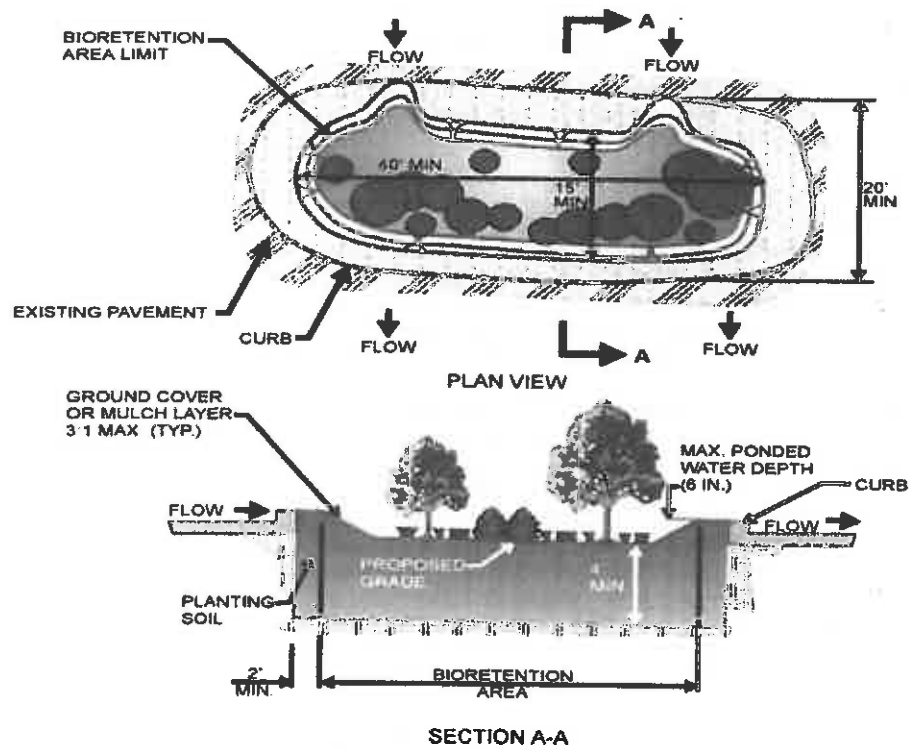 BIORETENTION
AREA LIMIT
FLOW
A
FLOW
40' MIN
15'
MIN
20'
MIN
EXISTING PAVEMENT
CURB
FLOW
A
FLOW
PLAN VIEW
GROUND COVER
OR MULCH LAYER
3:1 MAX (TYP.)
MAX. PONDED
WATER DEPTH
(6 IN.)
CURB
FLOW
FLOW
PROPOSED
GRADE
4'
MIN
PLANTING
SOIL
2'
MIN.
BIORETENTION
AREA
SECTION A-A